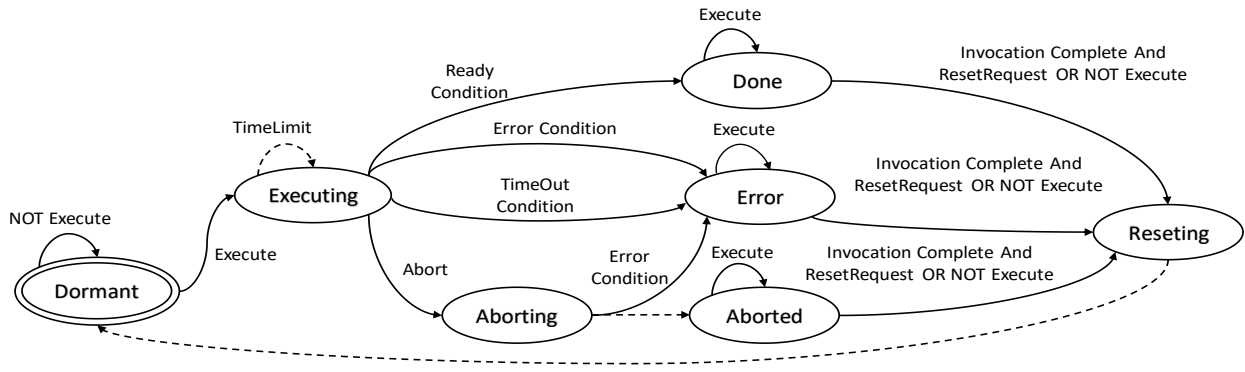 Execute
Invocation Complete And
ResetRequest OR NOT Execute
Ready
Condition
Done
TimeLimit
Error Condition
Execute
Invocation Complete And
ResetRequest OR NOT Execute
Executing
TimeOut
Condition
Error
NOT Execute
Execute
Abort
Error
Condition
Execute
Invocation Complete And
ResetRequest OR NOT Execute
Reseting
Dormant
Aborting
Aborted